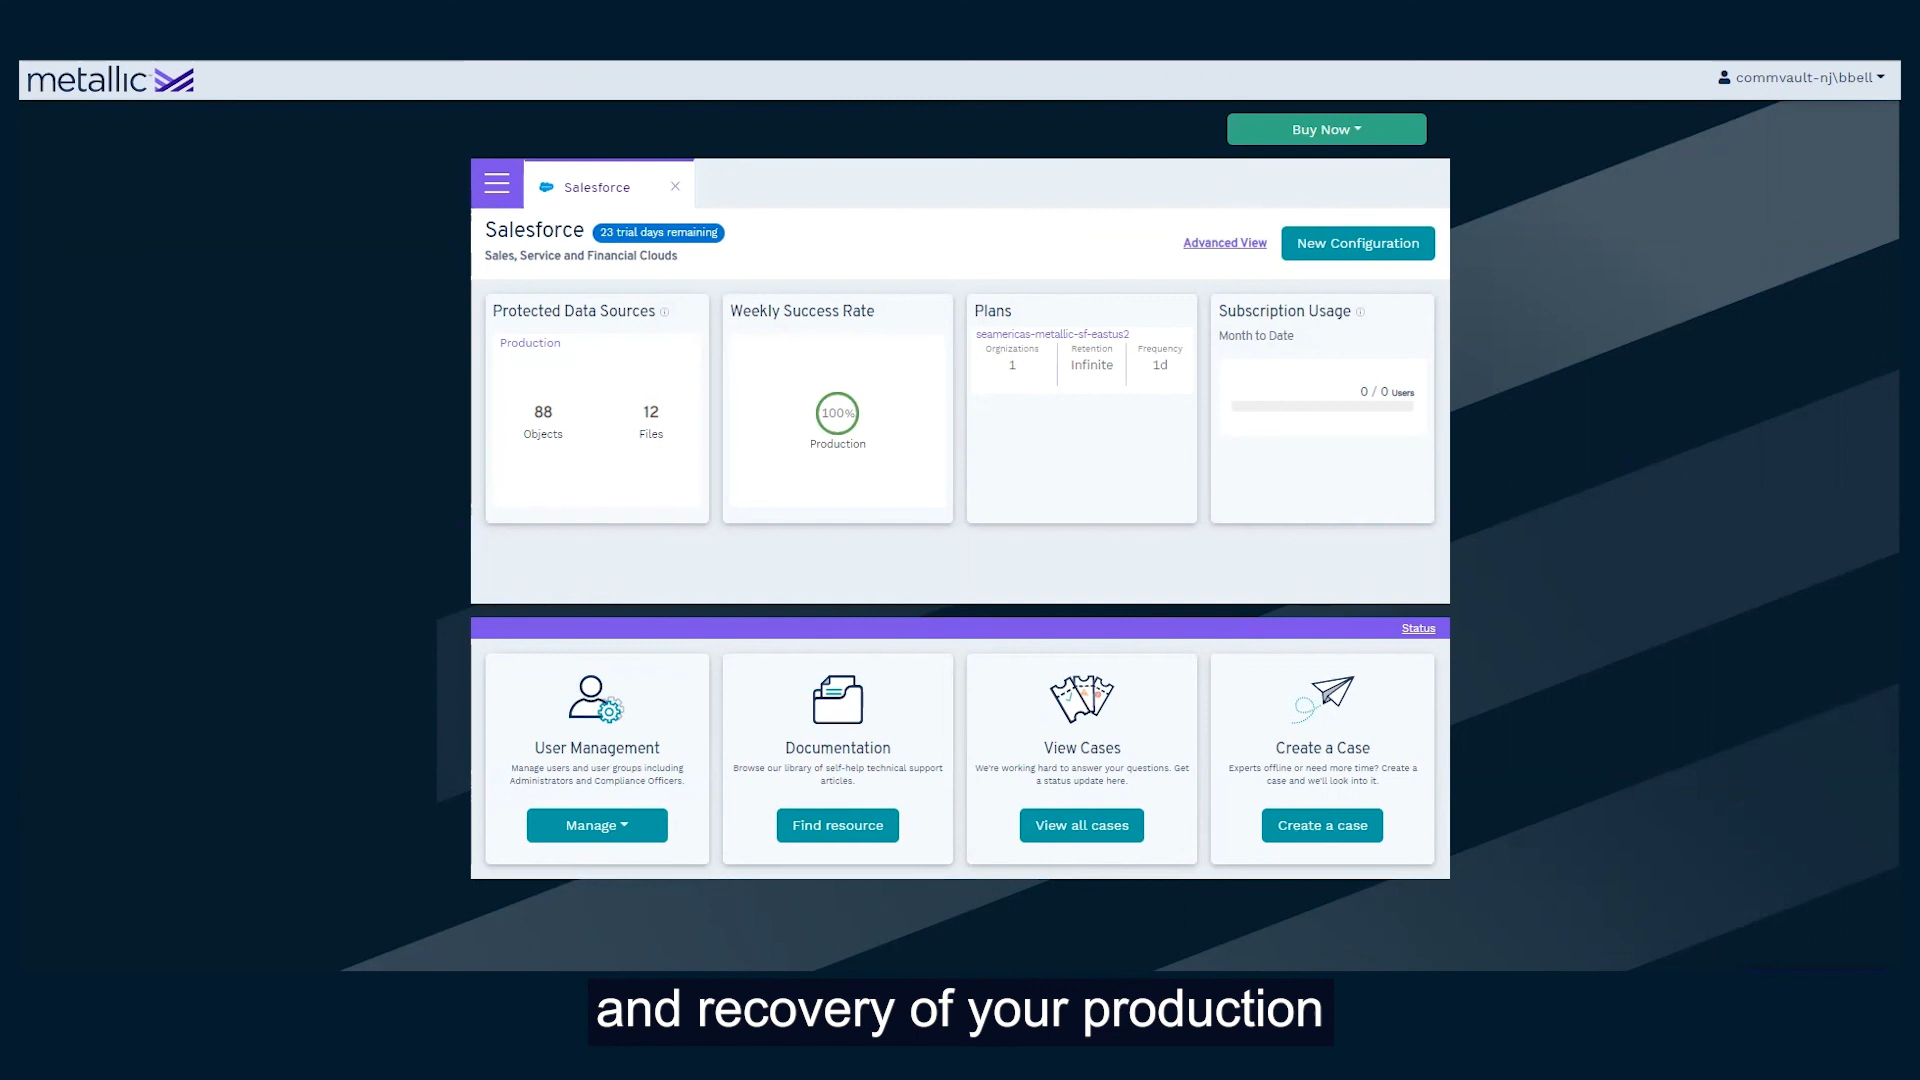 metallic
commvault-nj\bbell
Buy Now
Salesforce
Salesforce
23 trial days remaining
Sales, Service and Financial Clouds
Advanced View
New Configuration
Protected Data Sources
Production
88
12
Objects
Files
Weekly Success Rate
100%
Production
Plans
seamericas-metallic-sf-eastus2
Orgnizations
Retention
Frequency
1
Infinite
1d
Subscription Usage
Month to Date
0 / 0 Users
Status
User Management
Manage users and user groups including
Administrators and Compliance Officers.
Manage
Documentation
Browse our library of self-help technical support
articles.
Find resource
View Cases
We're working hard to answer your questions. Get
a status update here.
View all cases
Create a Case
Experts offline or need more time? Create a
case and we'll look into it.
Create a case
and recovery of your production